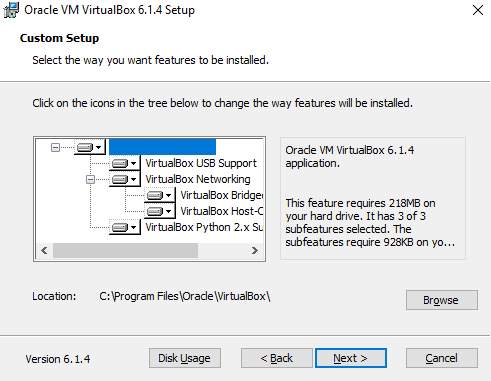 Oracle VM VirtualBox 6.1.4 Setup
Custom Setup
Select the way you want features to be installed.
Click on the icons in the tree below to change the way features will be installed.
VirtualBox USB Support
VirtualBox Networking
VirtualBox Bridge
VirtualBox Host-C
VirtualBox Python 2.x Su
Oracle VM VirtualBox 6.1.4
application.
This feature requires 218MB on
your hard drive. It has 3 of 3
subfeatures selected. The
subfeatures require 928KB on yo...
Location: C:\Program Files\Oracle\VirtualBox\
Browse
Version 6.1.4
Disk Usage
< Back
Next >
Cancel